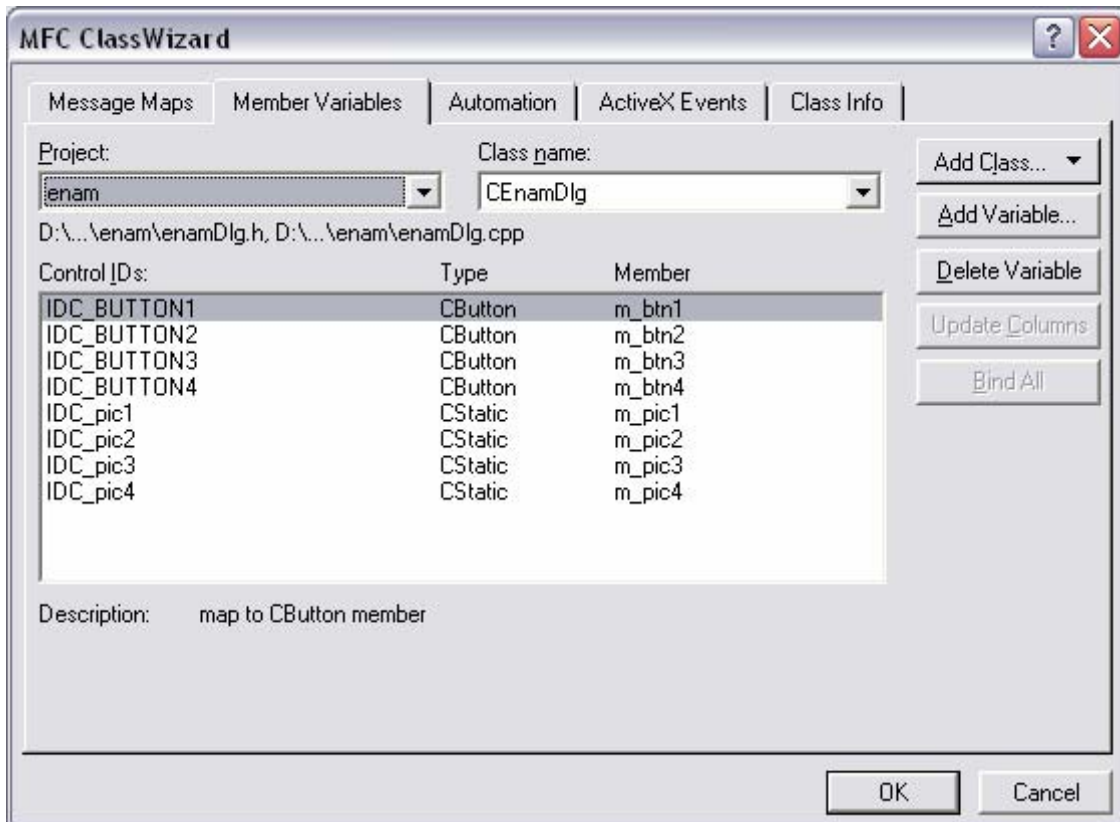 MFC ClassWizard
Message Maps Member Variables Automation ActiveX Events Class Info
Project: Class name:
enam CEnamDlg
D:\...\enam\enamDlg.h, D:\...\enam\enamDlg.cpp
Control IDs: Type Member
IDC_BUTTON1 CButton m_btn1
IDC_BUTTON2 CButton m_btn2
IDC_BUTTON3 CButton m_btn3
IDC_BUTTON4 CButton m_btn4
IDC_pic1 CStatic m_pic1
IDC_pic2 CStatic m_pic2
IDC_pic3 CStatic m_pic3
IDC_pic4 CStatic m_pic4
Description: map to CButton member
Add Class...
Add Variable...
Delete Variable
Update Columns
Bind All
OK Cancel